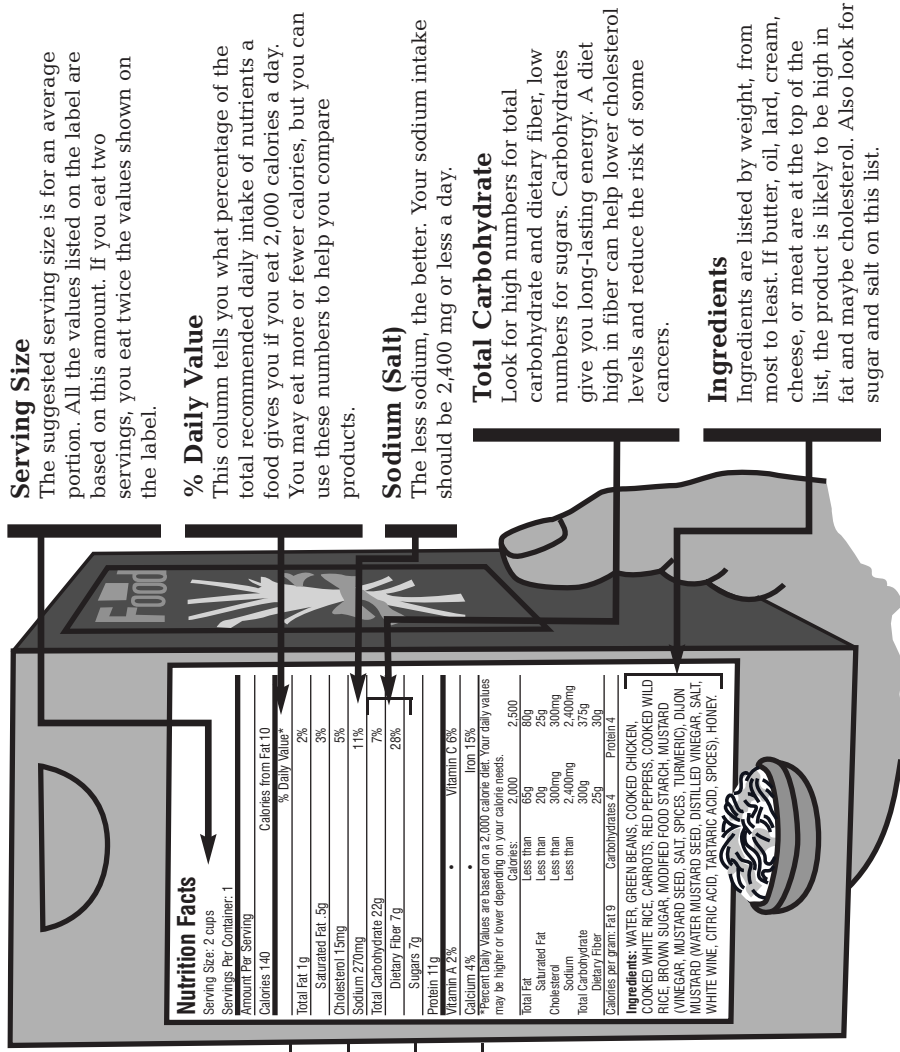 Serving Size
The suggested serving size is for an average
portion. All the values listed on the label are
based on this amount. If you eat two
servings, you eat twice the values shown on
the label.
% Daily Value
This column tells you what percentage of the
total recommended daily intake of nutrients a
food gives you if you eat 2,000 calories a day.
You may eat more or fewer calories, but you can
use these numbers to help you compare
products.
Sodium (Salt)
The less sodium, the better. Your sodium intake
should be 2,400 mg or less a day.
Total Carbohydrate
Look for high numbers for total
carbohydrate and dietary fiber, low
numbers for sugars. Carbohydrates
give you long-lasting energy. A diet
high in fiber can help lower cholesterol
levels and reduce the risk of some
cancers.
Ingredients
Ingredients are listed by weight, from
most to least. If butter, oil, lard, cream,
cheese, or meat are at the top of the
list, the product is likely to be high in
fat and maybe cholesterol. Also look for
sugar and salt on this list.
Food
Nutrition Facts
Serving Size: 2 cups
Servings Per Container: 1
Amount Per Serving
Calories 140 Calories from Fat 10
% Daily Value*
Total Fat 1g 2%
Saturated Fat .5g 3%
Cholesterol 15mg 5%
Sodium 270mg 11%
Total Carbohydrate 22g 7%
Dietary Fiber 7g 28%
Sugars 7g
Protein 11g
Vitamin A 2% • Vitamin C 6%
Calcium 4% • Iron 15%
*Percent Daily Values are based on a 2,000 calorie diet. Your daily values
may be higher or lower depending on your calorie needs.
Calories: 2,000 2,500
Total Fat Less than 65g 80g
Saturated Fat Less than 20g 25g
Cholesterol Less than 300mg 300mg
Sodium Less than 2,400mg 2,400mg
Total Carbohydrate 300g 375g
Dietary Fiber 25g 30g
Calories per gram: Fat 9 Carbohydrates 4 Protein 4
Ingredients: WATER, GREEN BEANS, COOKED CHICKEN,
COOKED WHITE RICE, CARROTS, RED PEPPERS, COOKED WILD
RICE, BROWN SUGAR, MODIFIED FOOD STARCH, MUSTARD
(VINEGAR, MUSTARD SEED, SALT, SPICES, TURMERIC), DIJON
MUSTARD (WATER MUSTARD SEED, DISTILLED VINEGAR, SALT,
WHITE WINE, CITRIC ACID, TARTARIC ACID, SPICES), HONEY.